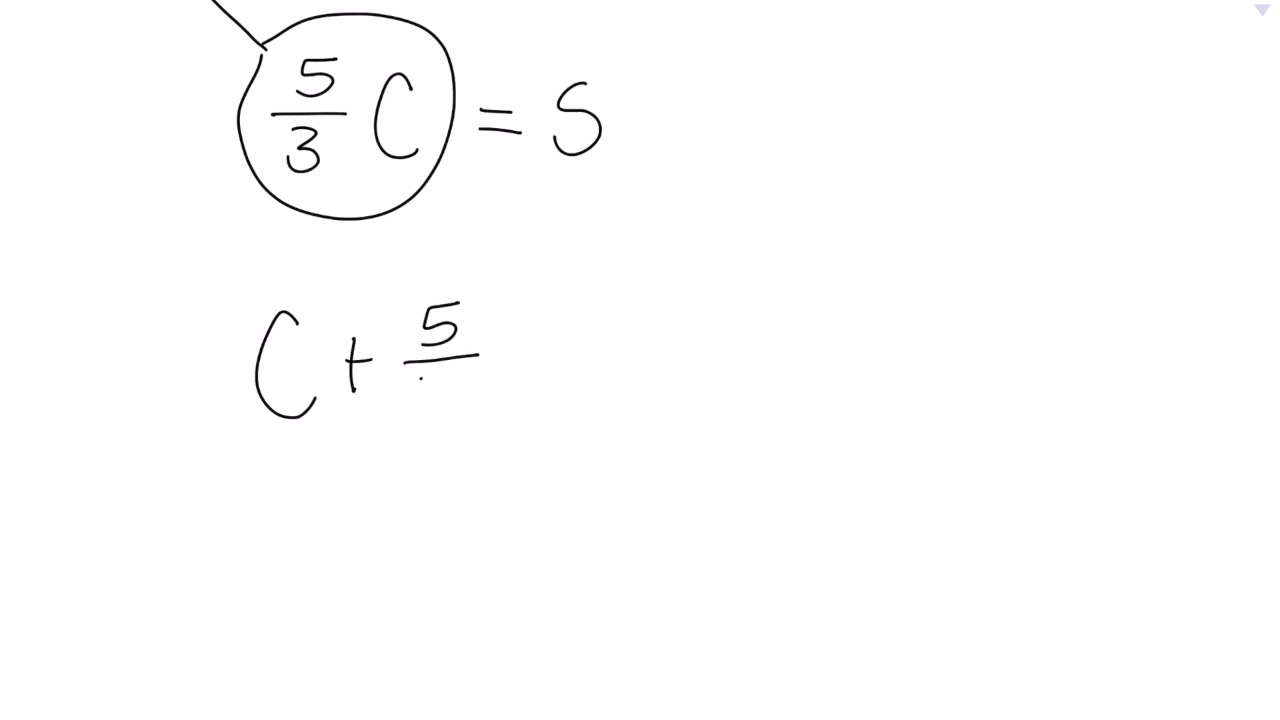 5/3 C = S
C + 5/